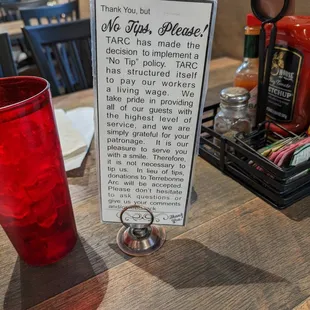 Thank You, but
No Tips, Please!
TARC has made the
decision to implement a
"No Tip" policy. TARC
has structured itself
to pay our workers
a living wage. We
take pride in providing
all of our guests with
the highest level of
service, and we are
simply grateful for your
patronage. It is our
pleasure to serve you
with a smile. Therefore,
it is not necessary to
tip us. In lieu of tips,
donations to Terrebonne
Arc will be accepted.
Please don't hesitate
to ask questions or
give us your comments